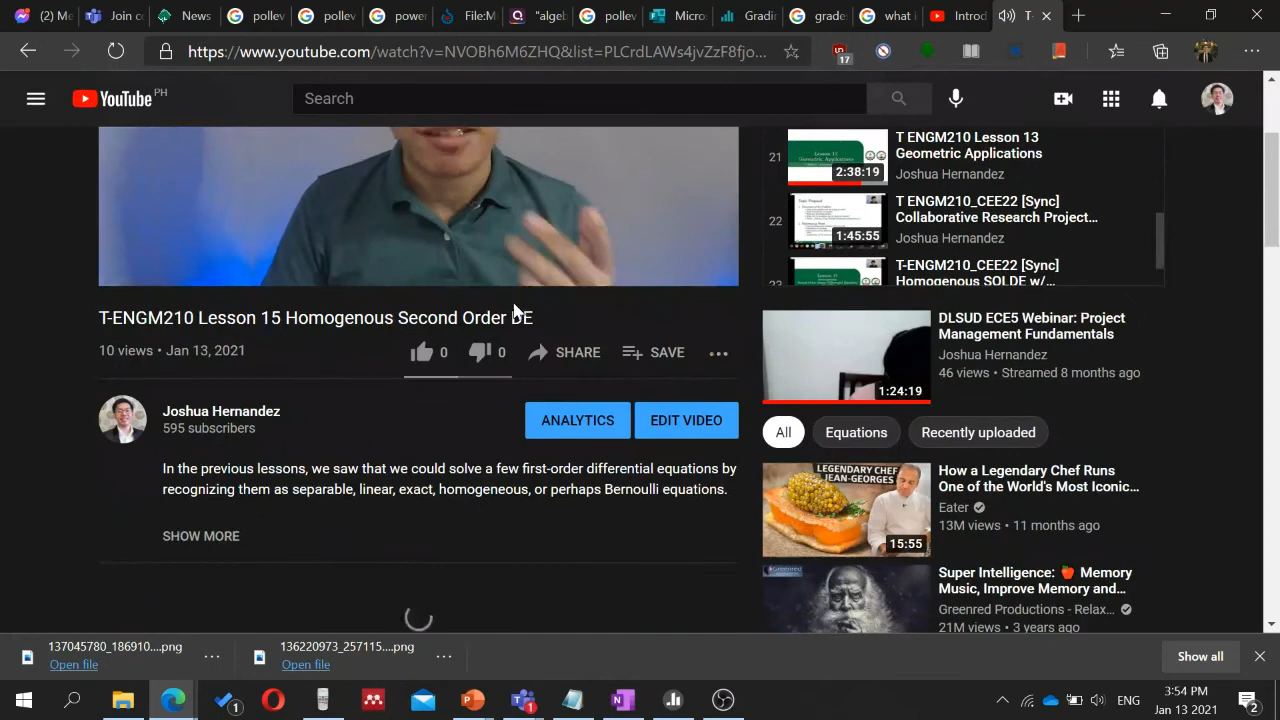 (2) M
Join c
News
pollev
pollev
powe
File:M
"algeb
pollev
Micro
Gradi
grade
what i
Introd
T-
https://www.youtube.com/watch?v=NVOBh6M6ZHQ&list=PLCrdLAWs4jvZzF8fjo...
17
YouTube PH
Search
21
2:38:19
T ENGM210 Lesson 13
Geometric Applications
Joshua Hernandez
22
1:45:55
T ENGM210_CEE22 [Sync]
Collaborative Research Project...
Joshua Hernandez
T-ENGM210_CEE22 [Sync]
Homogenous SOLDE w/...
T-ENGM210 Lesson 15 Homogenous Second Order DE
10 views • Jan 13, 2021
0
0
SHARE
SAVE
Joshua Hernandez
595 subscribers
ANALYTICS
EDIT VIDEO
In the previous lessons, we saw that we could solve a few first-order differential equations by
recognizing them as separable, linear, exact, homogeneous, or perhaps Bernoulli equations.
SHOW MORE
1:24:19
DLSUD ECE5 Webinar: Project
Management Fundamentals
Joshua Hernandez
46 views • Streamed 8 months ago
All
Equations
Recently uploaded
LEGENDARY CHEF
JEAN-GEORGES
15:55
How a Legendary Chef Runs
One of the World's Most Iconic...
Eater
13M views • 11 months ago
Greenred
Super Intelligence: 🍎 Memory
Music, Improve Memory and...
Greenred Productions - Relax...
21M views • 3 years ago
137045780_186910....png
Open file
136220973_257115....png
Open file
Show all
1
1
ENG
3:54 PM
Jan 13 2021
2